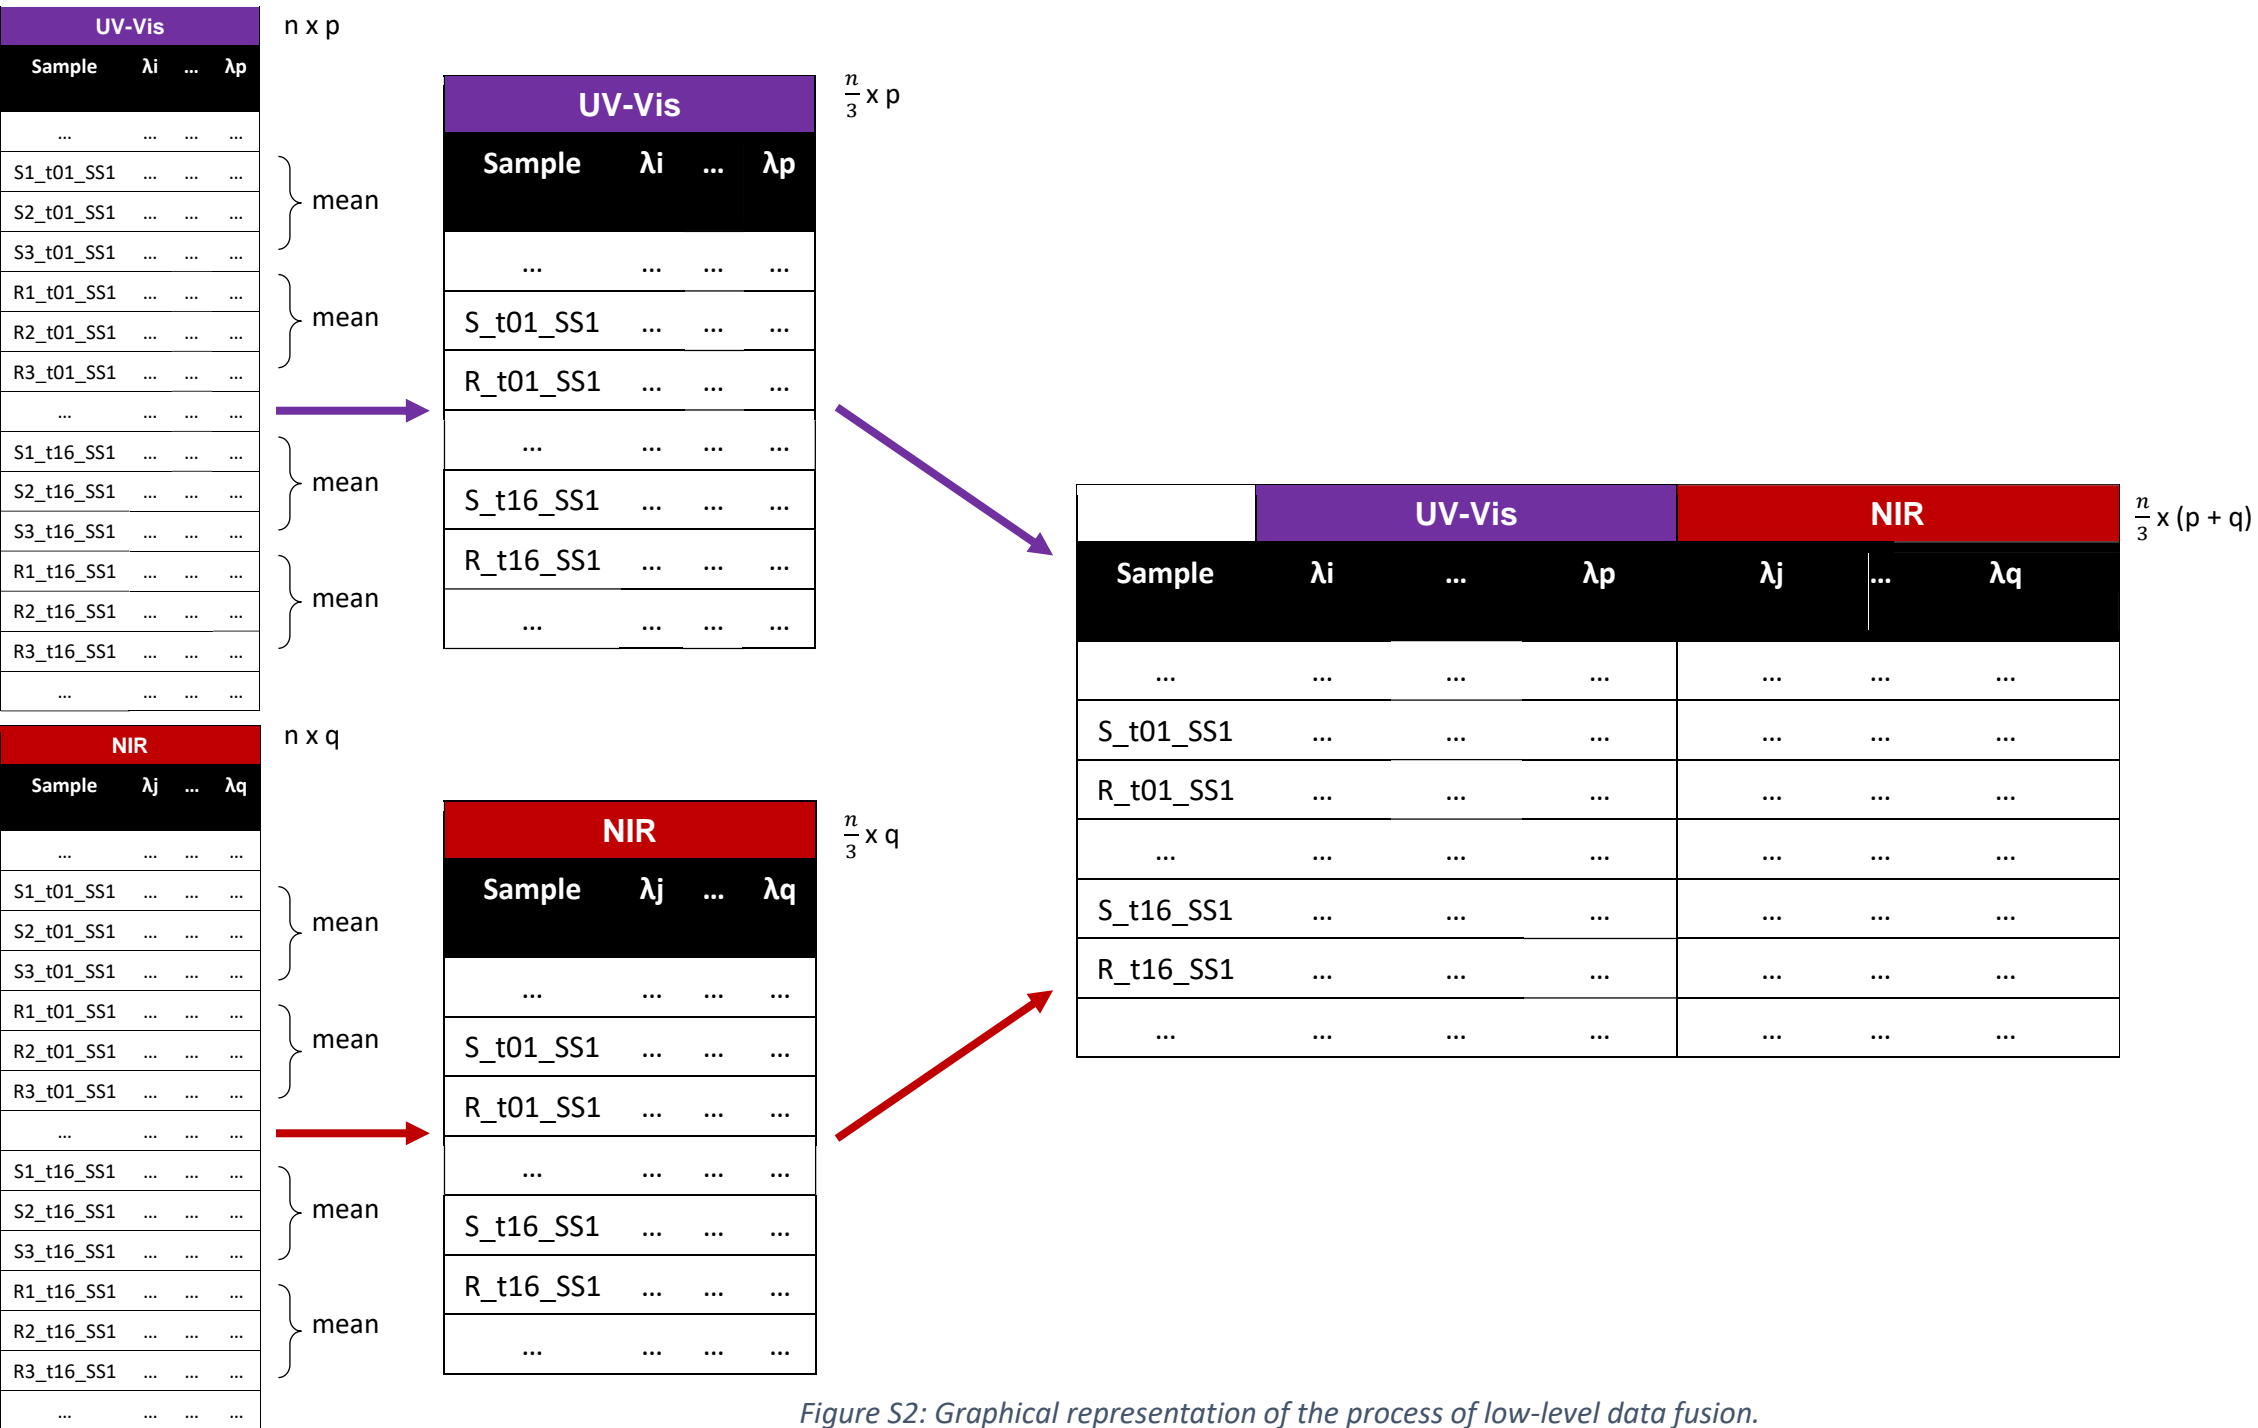 UV-Vis
Sample λi ... λp
... ... ... ...
S1_t01_SS1 ... ... ...
S2_t01_SS1 ... ... ...
S3_t01_SS1 ... ... ...
R1_t01_SS1 ... ... ...
R2_t01_SS1 ... ... ...
R3_t01_SS1 ... ... ...
... ... ... ...
S1_t16_SS1 ... ... ...
S2_t16_SS1 ... ... ...
S3_t16_SS1 ... ... ...
R1_t16_SS1 ... ... ...
R2_t16_SS1 ... ... ...
R3_t16_SS1 ... ... ...
... ... ... ...
n x p
mean
mean
mean
mean
NIR
Sample λj ... λq
... ... ... ...
S1_t01_SS1 ... ... ...
S2_t01_SS1 ... ... ...
S3_t01_SS1 ... ... ...
R1_t01_SS1 ... ... ...
R2_t01_SS1 ... ... ...
R3_t01_SS1 ... ... ...
... ... ... ...
S1_t16_SS1 ... ... ...
S2_t16_SS1 ... ... ...
S3_t16_SS1 ... ... ...
R1_t16_SS1 ... ... ...
R2_t16_SS1 ... ... ...
R3_t16_SS1 ... ... ...
... ... ... ...
n x q
mean
mean
mean
mean
UV-Vis
Sample λi ... λp
... ... ... ...
S_t01_SS1 ... ... ...
R_t01_SS1 ... ... ...
... ... ... ...
S_t16_SS1 ... ... ...
R_t16_SS1 ... ... ...
... ... ... ...
n/3 x p
NIR
Sample λj ... λq
... ... ... ...
S_t01_SS1 ... ... ...
R_t01_SS1 ... ... ...
... ... ... ...
S_t16_SS1 ... ... ...
R_t16_SS1 ... ... ...
... ... ... ...
n/3 x q
UV-Vis NIR
Sample λi ... λp λj ... λq
... ... ... ... ... ... ...
S_t01_SS1 ... ... ... ... ... ...
R_t01_SS1 ... ... ... ... ... ...
... ... ... ... ... ... ...
S_t16_SS1 ... ... ... ... ... ...
R_t16_SS1 ... ... ... ... ... ...
... ... ... ... ... ... ...
n/3 x (p + q)
Figure S2: Graphical representation of the process of low-level data fusion.